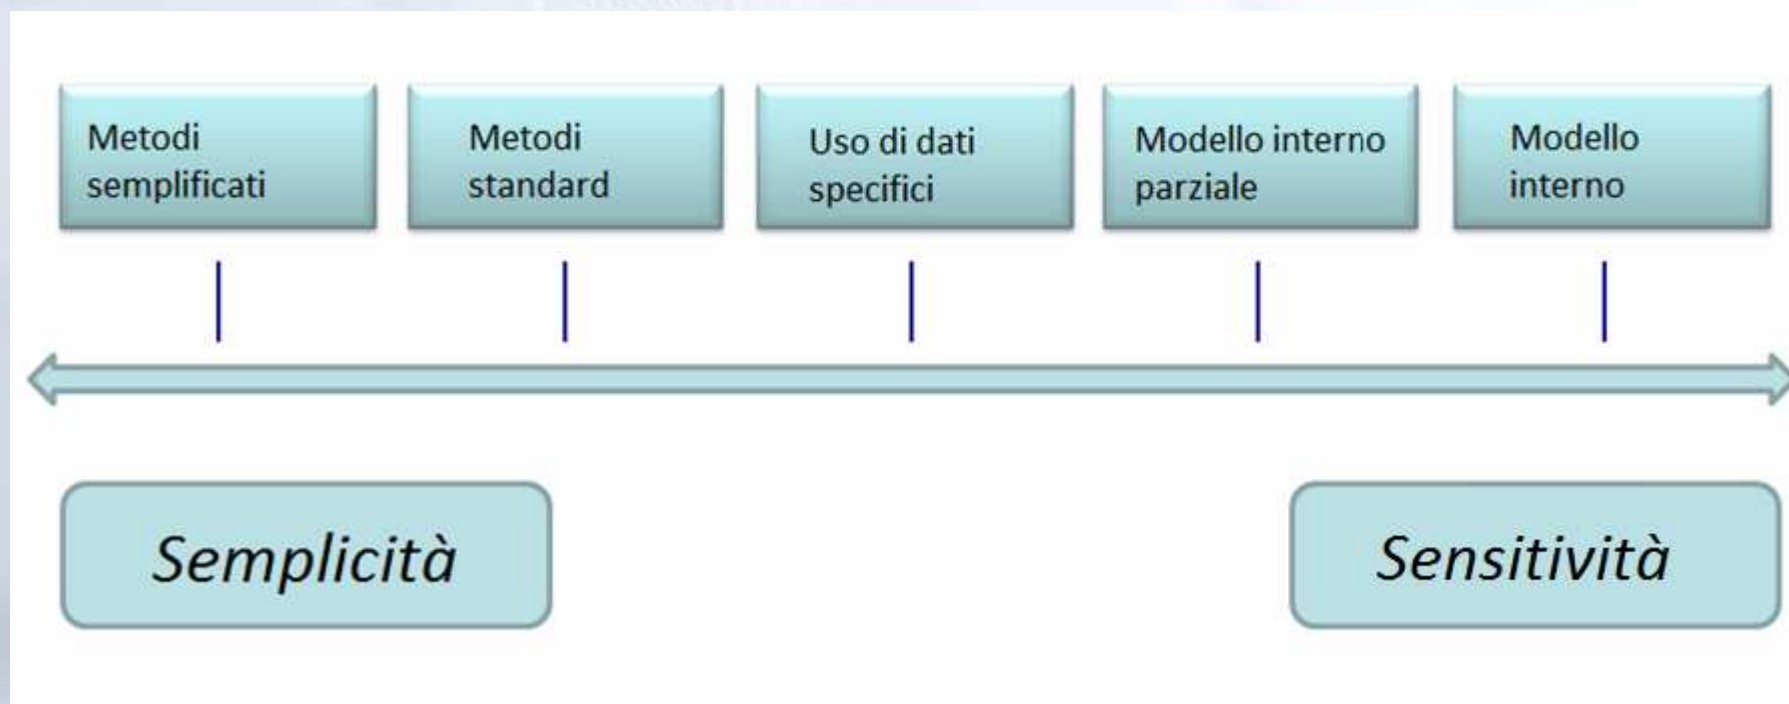 Metodi
semplificati
Metodi
standard
Uso di dati
specifici
Modello interno
parziale
Modello
interno
Semplicità
Sensitività